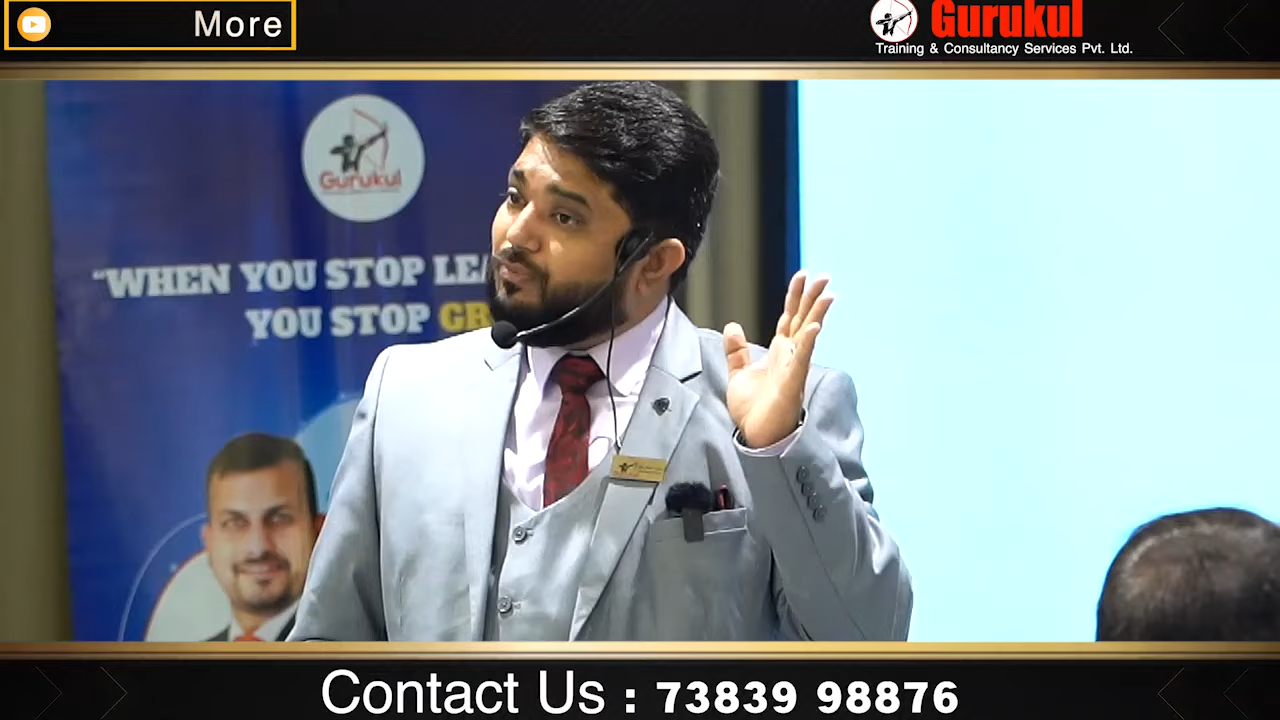 More
Gurukul
Training & Consultancy Services Pvt. Ltd.
Gurukul
“WHEN YOU STOP
YOU STOP
Contact Us : 73839 98876